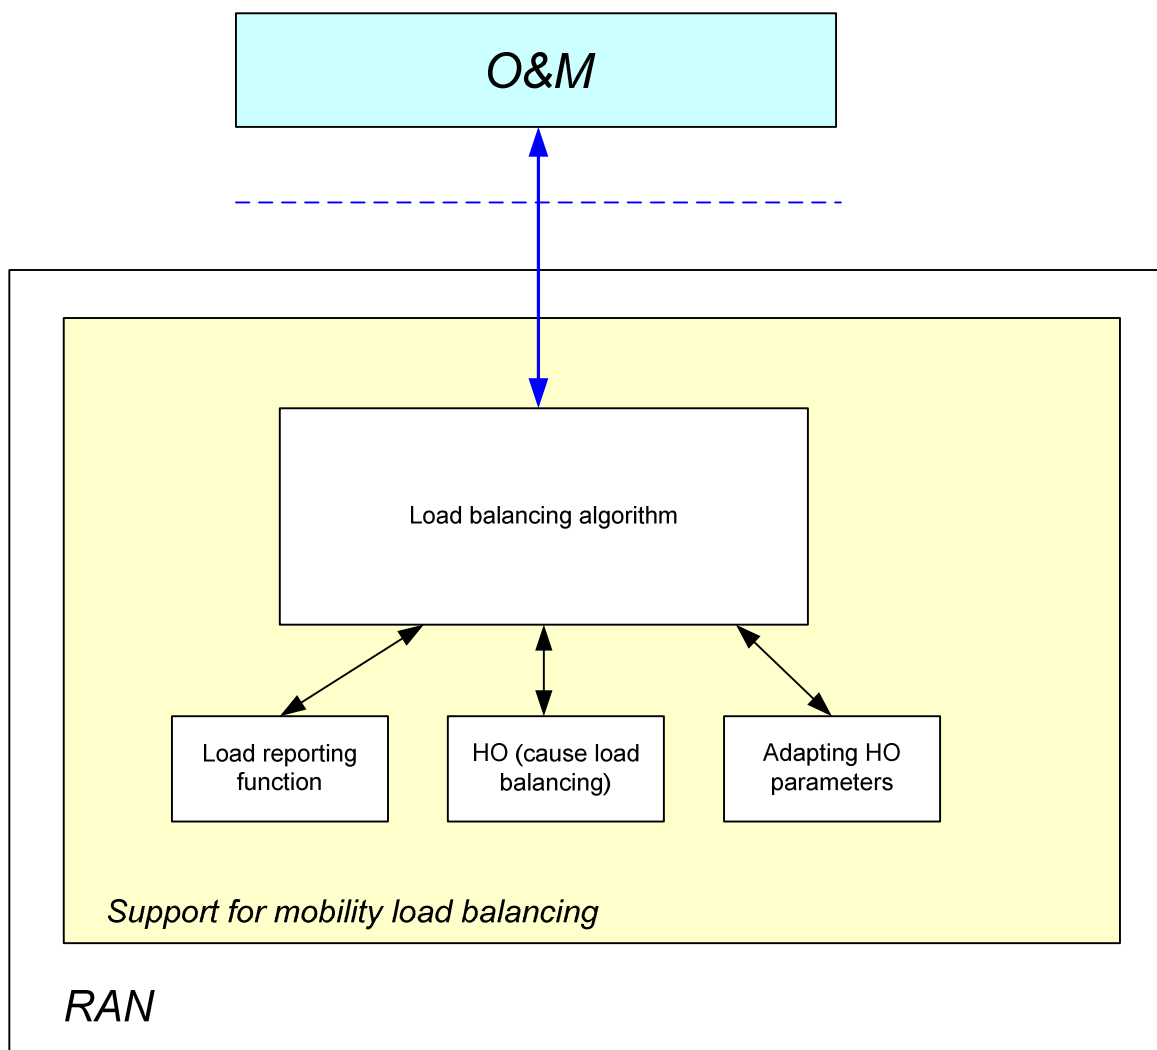 O&M
Load balancing algorithm
Load reporting
function
HO (cause load
balancing)
Adapting HO
parameters
Support for mobility load balancing
RAN